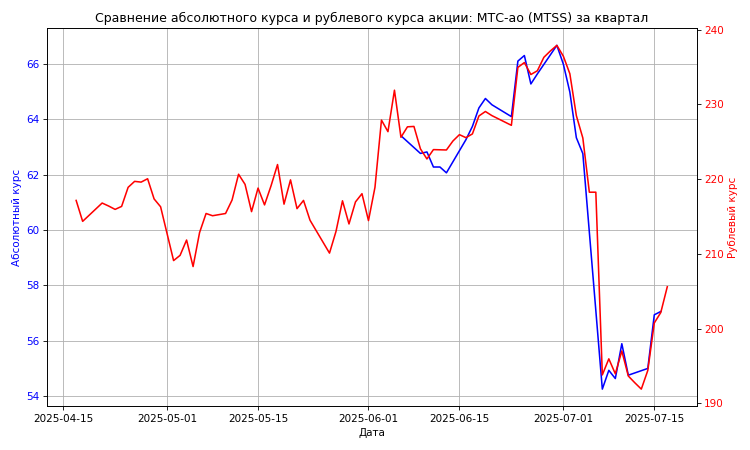 Сравнение абсолютного курса и рублевого курса акции: МТС-ао (MTSS) за квартал
240
66
230
64
220
62
Абсолютный курс
Рублевый курс
60
210
58
200
56
54
190
2025-04-15 2025-05-01 2025-05-15 2025-06-01 2025-06-15 2025-07-01 2025-07-15
Дата